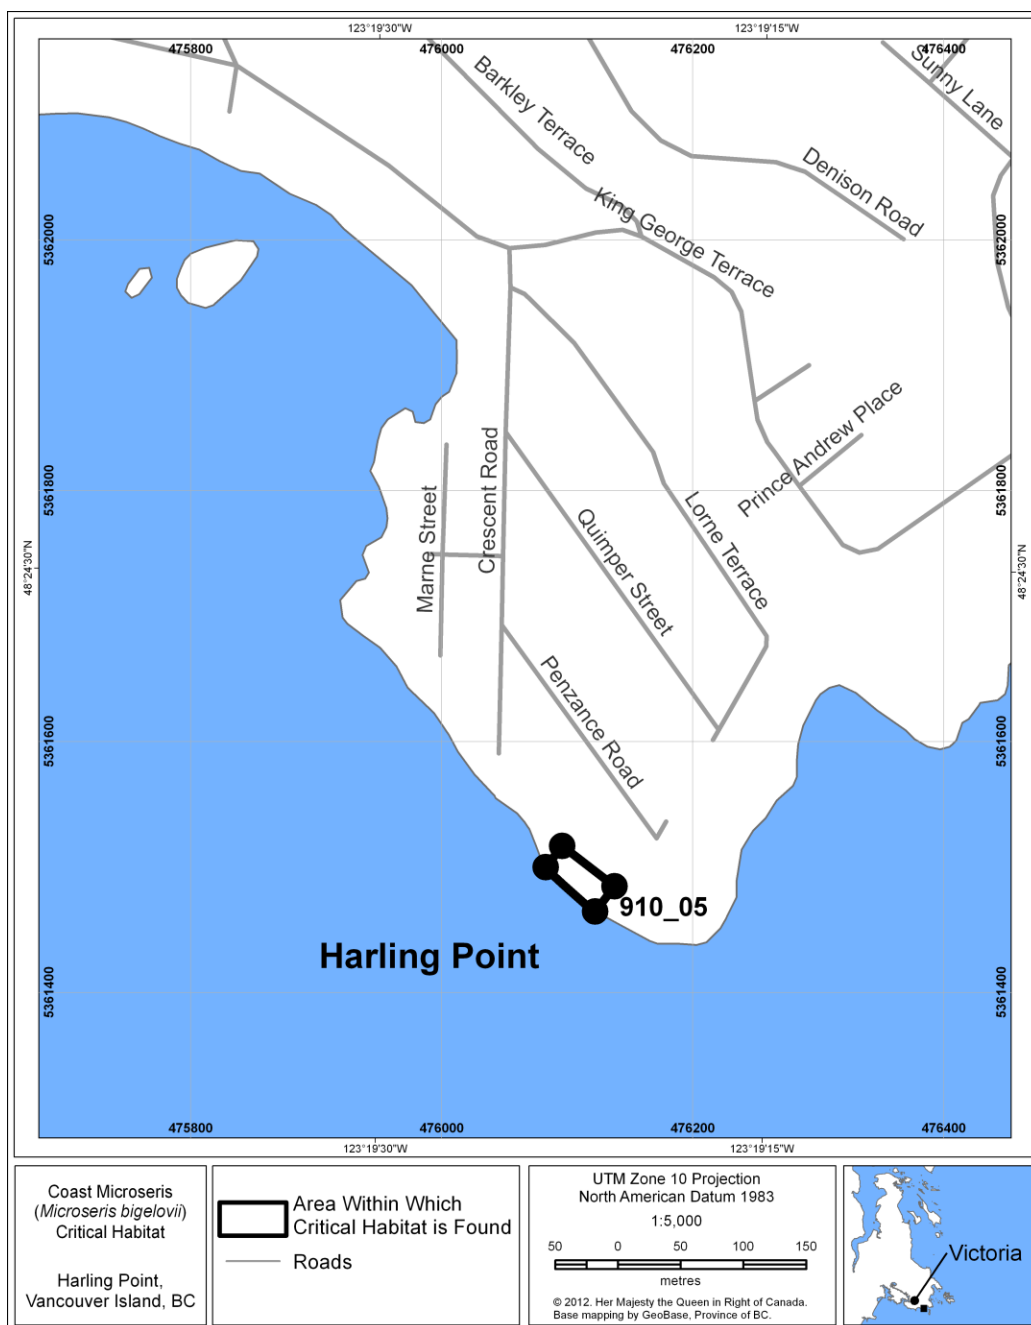 123°19'30"W
123°19'15"W
475800
476000
476200
476400
Barkley Terrace
Sunny Lane
Denison Road
King George Terrace
5362000
5362000
Prince Andrew Place
5361800
5361800
Crescent Road
Marne Street
Quimper Street
Lorne Terrace
48°24'30"N
48°24'30"N
Penzance Road
5361600
5361600
910_05
Harling Point
5361400
5361400
475800
476000
476200
476400
123°19'30"W
123°19'15"W
Coast Microseris
(Microseris bigelovii)
Critical Habitat
Harling Point,
Vancouver Island, BC
Area Within Which
Critical Habitat is Found
Roads
UTM Zone 10 Projection
North American Datum 1983
1:5,000
50 0 50 100 150
metres
© 2012. Her Majesty the Queen in Right of Canada.
Base mapping by GeoBase, Province of BC.
Victoria